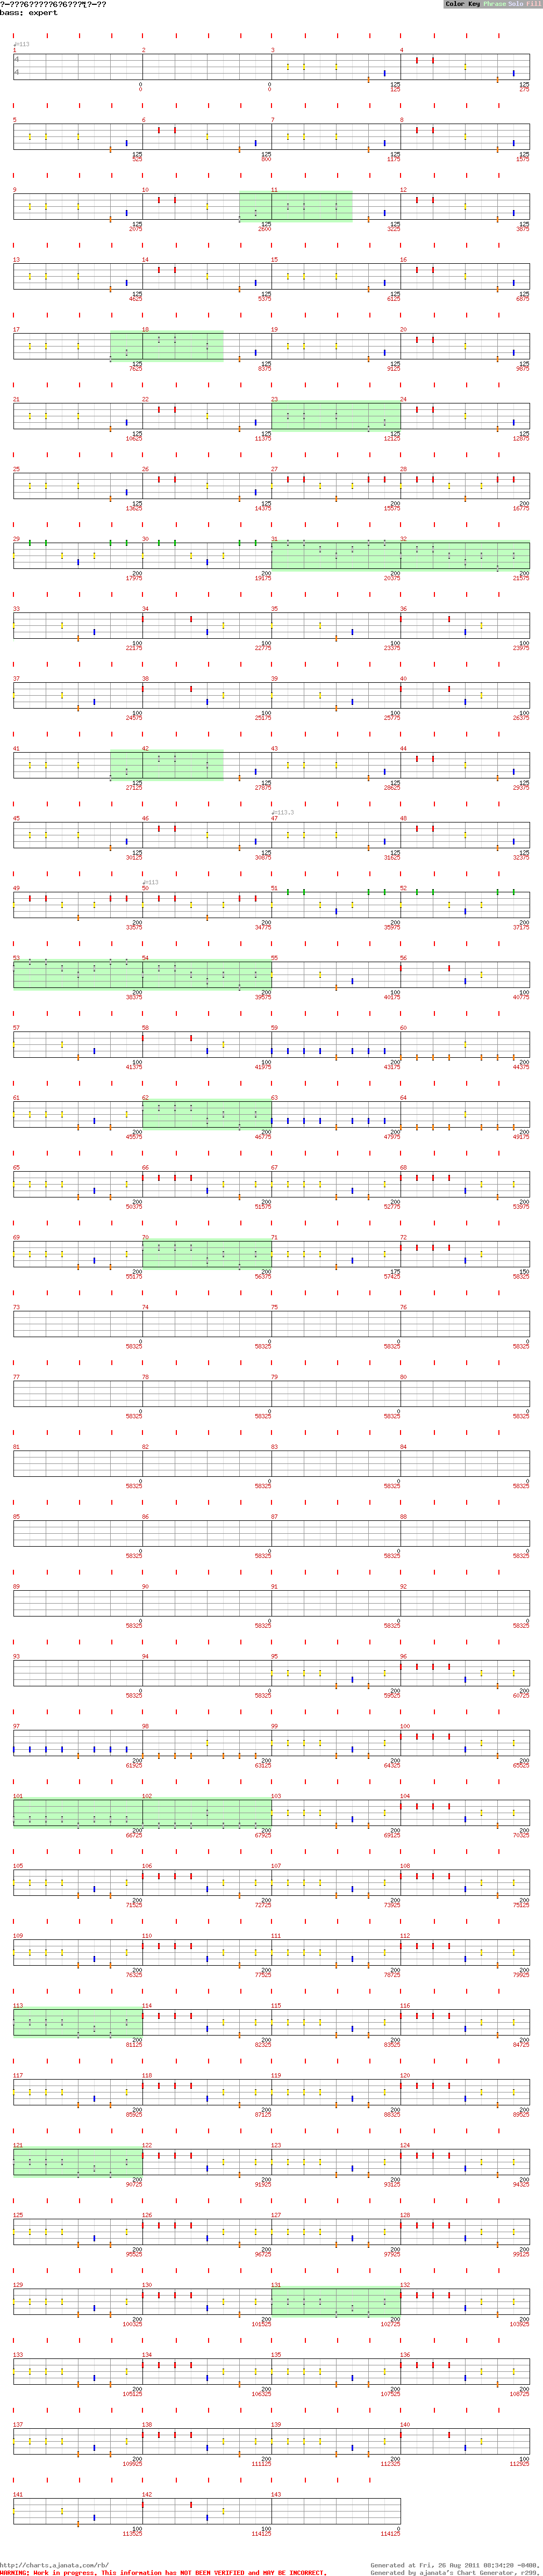 bass: expert
Color Key Phrase Solo Fill
♩=113
1 2 3 4
4
4
0 0 125 125
0 0 125 275
5 6 7 8
125 125 125 125
525 800 1175 1575
9 10 11 12
125 125 125 125
2075 2600 3225 3875
13 14 15 16
125 125 125 125
4625 5375 6125 6875
17 18 19 20
125 125 125 125
7625 8375 9125 9875
21 22 23 24
125 125 125 125
10625 11375 12125 12875
25 26 27 28
125 125 200 200
13625 14375 15575 16775
29 30 31 32
200 200 200 200
17975 19175 20375 21575
33 34 35 36
100 100 100 100
22175 22775 23375 23975
37 38 39 40
100 100 100 100
24575 25175 25775 26375
41 42 43 44
125 125 125 125
27125 27875 28625 29375
♩=113.3
45 46 47 48
125 125 125 125
30125 30875 31625 32375
♩=113
49 50 51 52
200 200 200 200
33575 34775 35975 37175
53 54 55 56
200 200 100 100
38375 39575 40175 40775
57 58 59 60
100 100 200 200
41375 41975 43175 44375
61 62 63 64
200 200 200 200
45575 46775 47975 49175
65 66 67 68
200 200 200 200
50375 51575 52775 53975
69 70 71 72
200 200 175 150
55175 56375 57425 58325
73 74 75 76
0 0 0 0
58325 58325 58325 58325
77 78 79 80
0 0 0 0
58325 58325 58325 58325
81 82 83 84
0 0 0 0
58325 58325 58325 58325
85 86 87 88
0 0 0 0
58325 58325 58325 58325
89 90 91 92
0 0 0 0
58325 58325 58325 58325
93 94 95 96
0 0 200 200
58325 58325 59525 60725
97 98 99 100
200 200 200 200
61925 63125 64325 65525
101 102 103 104
200 200 200 200
66725 67925 69125 70325
105 106 107 108
200 200 200 200
71525 72725 73925 75125
109 110 111 112
200 200 200 200
76325 77525 78725 79925
113 114 115 116
200 200 200 200
81125 82325 83525 84725
117 118 119 120
200 200 200 200
85925 87125 88325 89525
121 122 123 124
200 200 200 200
90725 91925 93125 94325
125 126 127 128
200 200 200 200
95525 96725 97925 99125
129 130 131 132
200 200 200 200
100325 101525 102725 103925
133 134 135 136
200 200 200 200
105125 106325 107525 108725
137 138 139 140
200 200 200 100
109925 111125 112325 112925
141 142 143
100 100 0
113525 114125 114125
http://charts.ajanata.com/rb/
Generated at Fri, 26 Aug 2011 08:34:20 -0400.
WARNING: Work in progress. This information has NOT BEEN VERIFIED and MAY BE INCORRECT.
Generated by ajanata's Chart Generator, r299.